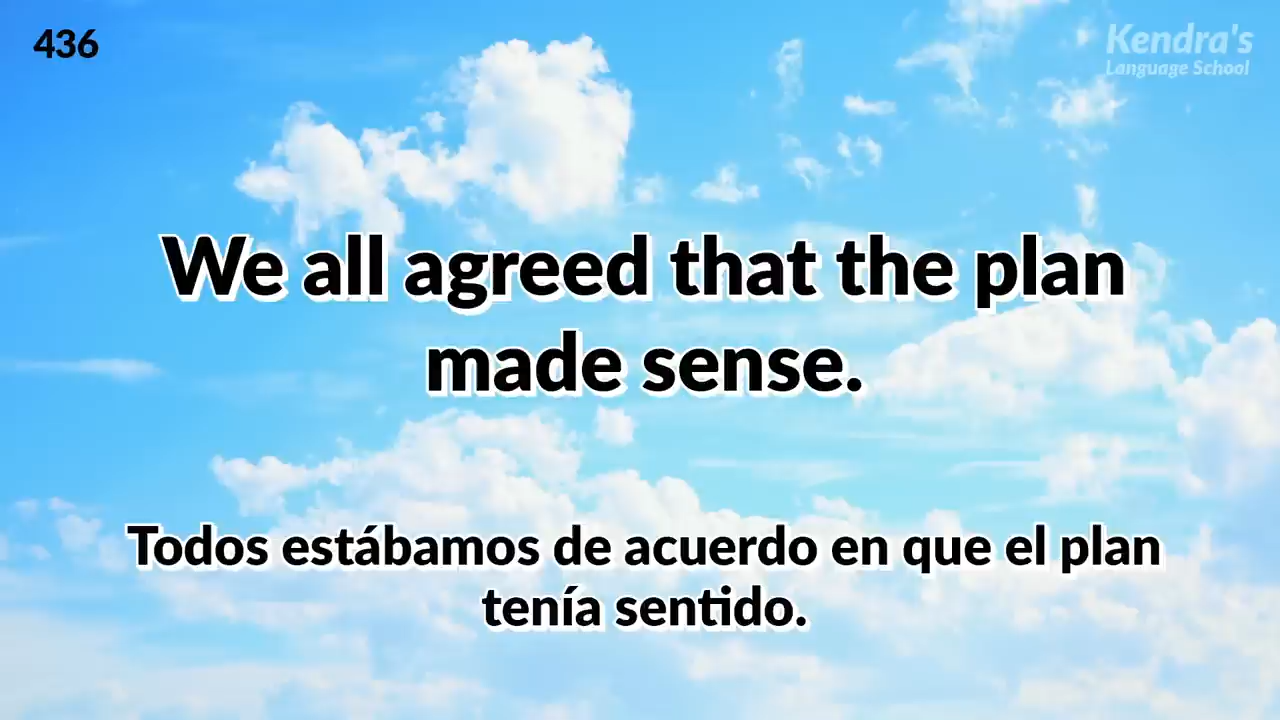 436
Kendra's
Language School
We all agreed that the plan
made sense.
Todos estábamos de acuerdo en que el plan
tenía sentido.